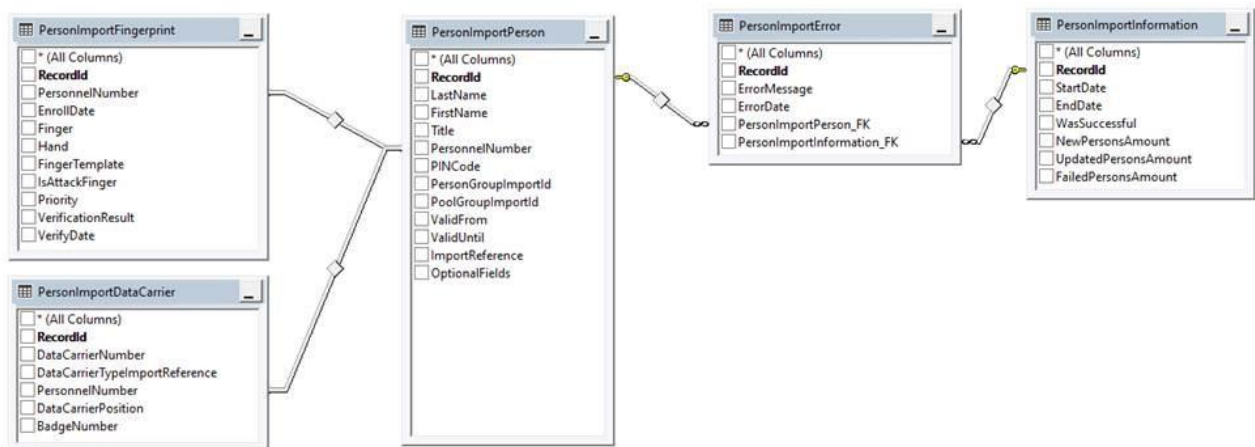 PersonImportFingerprint
* (All Columns)
RecordId
PersonnelNumber
EnrollDate
Finger
Hand
FingerTemplate
IsAttackFinger
Priority
VerificationResult
VerifyDate
PersonImportDataCarrier
* (All Columns)
RecordId
DataCarrierNumber
DataCarrierTypeImportReference
PersonnelNumber
DataCarrierPosition
BadgeNumber
PersonImportPerson
* (All Columns)
RecordId
LastName
FirstName
Title
PersonnelNumber
PINCode
PersonGroupImportId
PoolGroupImportId
ValidFrom
ValidUntil
ImportReference
OptionalFields
PersonImportError
* (All Columns)
RecordId
ErrorMessage
ErrorDate
PersonImportPerson_FK
PersonImportInformation_FK
PersonImportInformation
* (All Columns)
RecordId
StartDate
EndDate
WasSuccessful
NewPersonsAmount
UpdatedPersonsAmount
FailedPersonsAmount